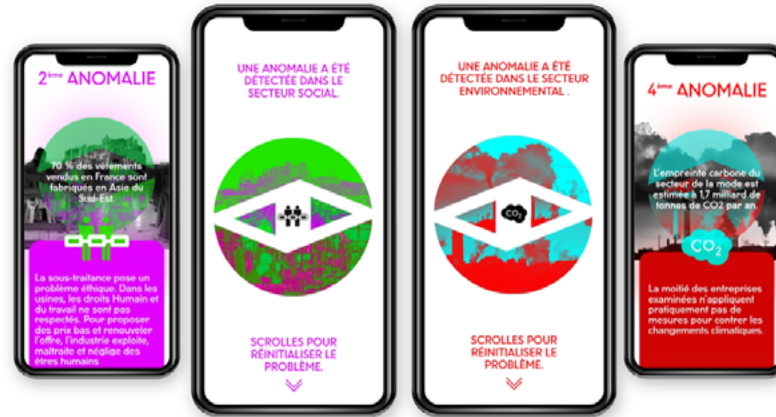 2ème ANOMALIE
70 % des vêtements
vendus en France sont
fabriqués en Asie du
Sud-Est.
La sous-traitance pose un
problème éthique. Dans les
usines, les droits Humain et
du travail ne sont pas
respectés. Pour proposer
des prix bas et renouveler
l'offre, l'industrie exploite,
maltraite et néglige des
êtres humains
UNE ANOMALIE A ÉTÉ
DÉTECTÉE DANS LE
SECTEUR SOCIAL.
SCROLLES POUR
RÉINITIALISER LE
PROBLÈME.
UNE ANOMALIE A ÉTÉ
DÉTECTÉE DANS LE SECTEUR
ENVIRONNEMENTAL .
CO2
SCROLLES POUR
RÉINITIALISER LE
PROBLÈME.
4ème ANOMALIE
L'empreinte carbone du
secteur de la mode est
estimée à 1,7 milliard de
tonnes de CO2 par an.
CO2
La moitié des entreprises
examinées n'appliquent
pratiquement pas de
mesures pour contrer les
changements climatiques.